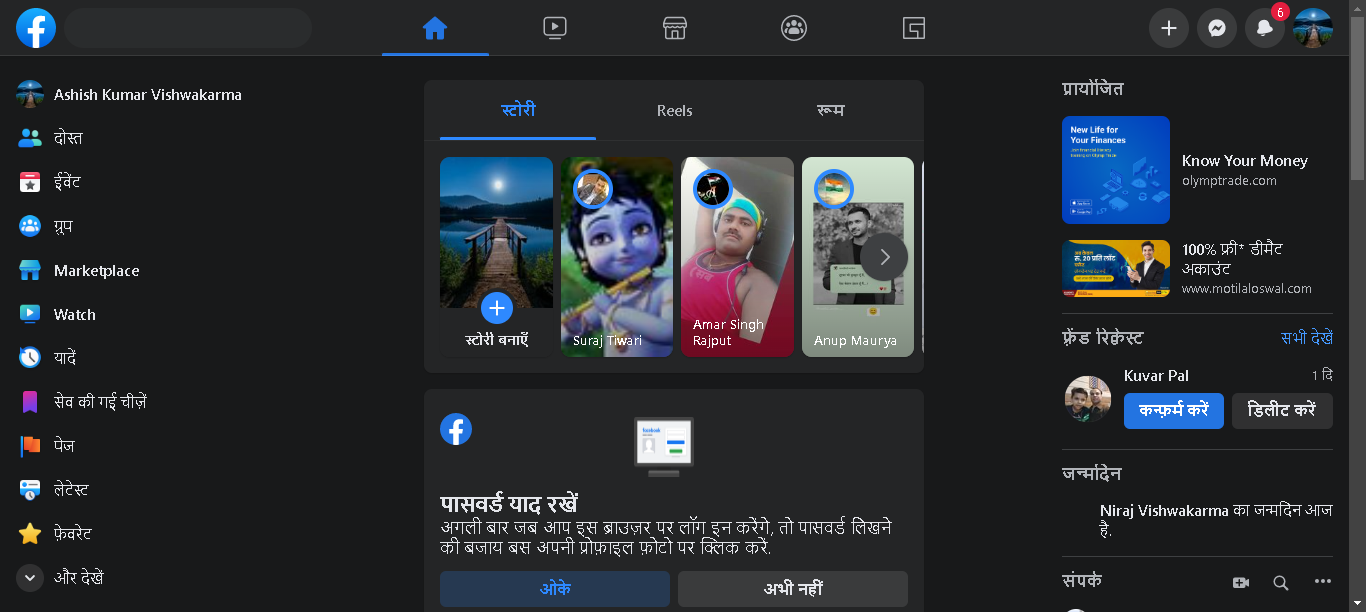 6
Ashish Kumar Vishwakarma
दोस्त
ईवेंट
ग्रुप
Marketplace
Watch
यादें
सेव की गई चीज़ें
पेज
लेटेस्ट
फ़ेवरेट
और देखें
स्टोरी
Reels
रूम
स्टोरी बनाएँ
Suraj Tiwari
Amar Singh
Rajput
Anup Maurya
पासवर्ड याद रखें
अगली बार जब आप इस ब्राउज़र पर लॉग इन करेंगे, तो पासवर्ड लिखने
की बजाय बस अपनी प्रोफ़ाइल फ़ोटो पर क्लिक करें.
ओके
अभी नहीं
प्रायोजित
New Life for
Your Finances
Know Your Money
olymptrade.com
100% फ्री* डीमैट
अकाउंट
www.motilaloswal.com
फ़्रेंड रिक्वेस्ट
सभी देखें
Kuvar Pal
1 दि
कन्फ़र्म करें
डिलीट करें
जन्मदिन
Niraj Vishwakarma का जन्मदिन आज
है.
संपर्क